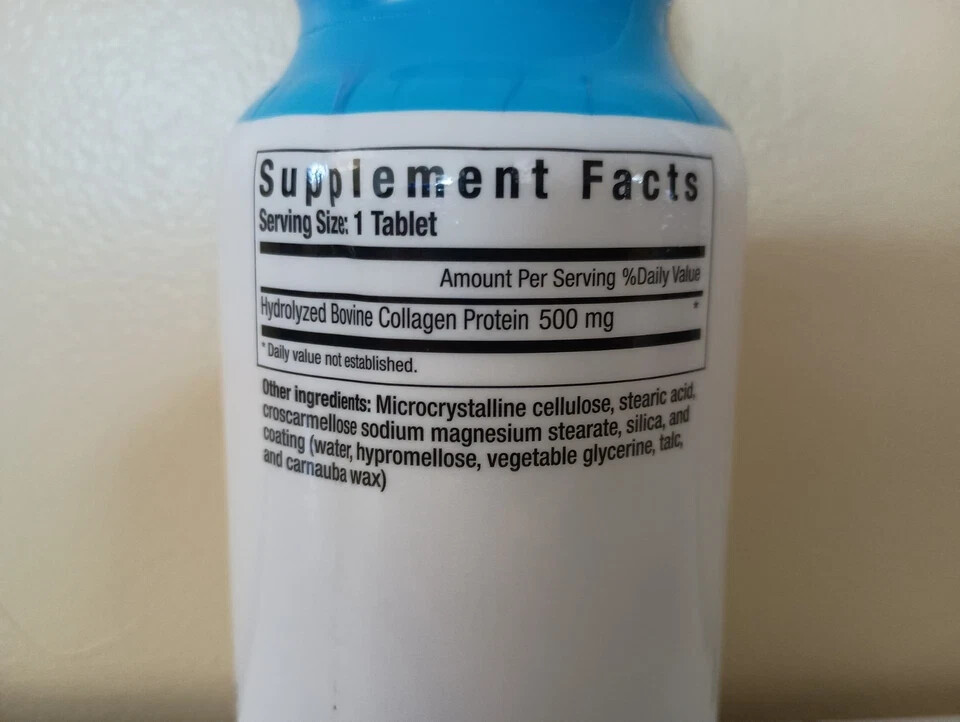 Supplement Facts
Serving Size: 1 Tablet
Amount Per Serving %Daily Value
Hydrolyzed Bovine Collagen Protein 500 mg *
* Daily value not established.
Other ingredients: Microcrystalline cellulose, stearic acid,
croscarmellose sodium magnesium stearate, silica, and
coating (water, hypromellose, vegetable glycerine, talc,
and carnauba wax)